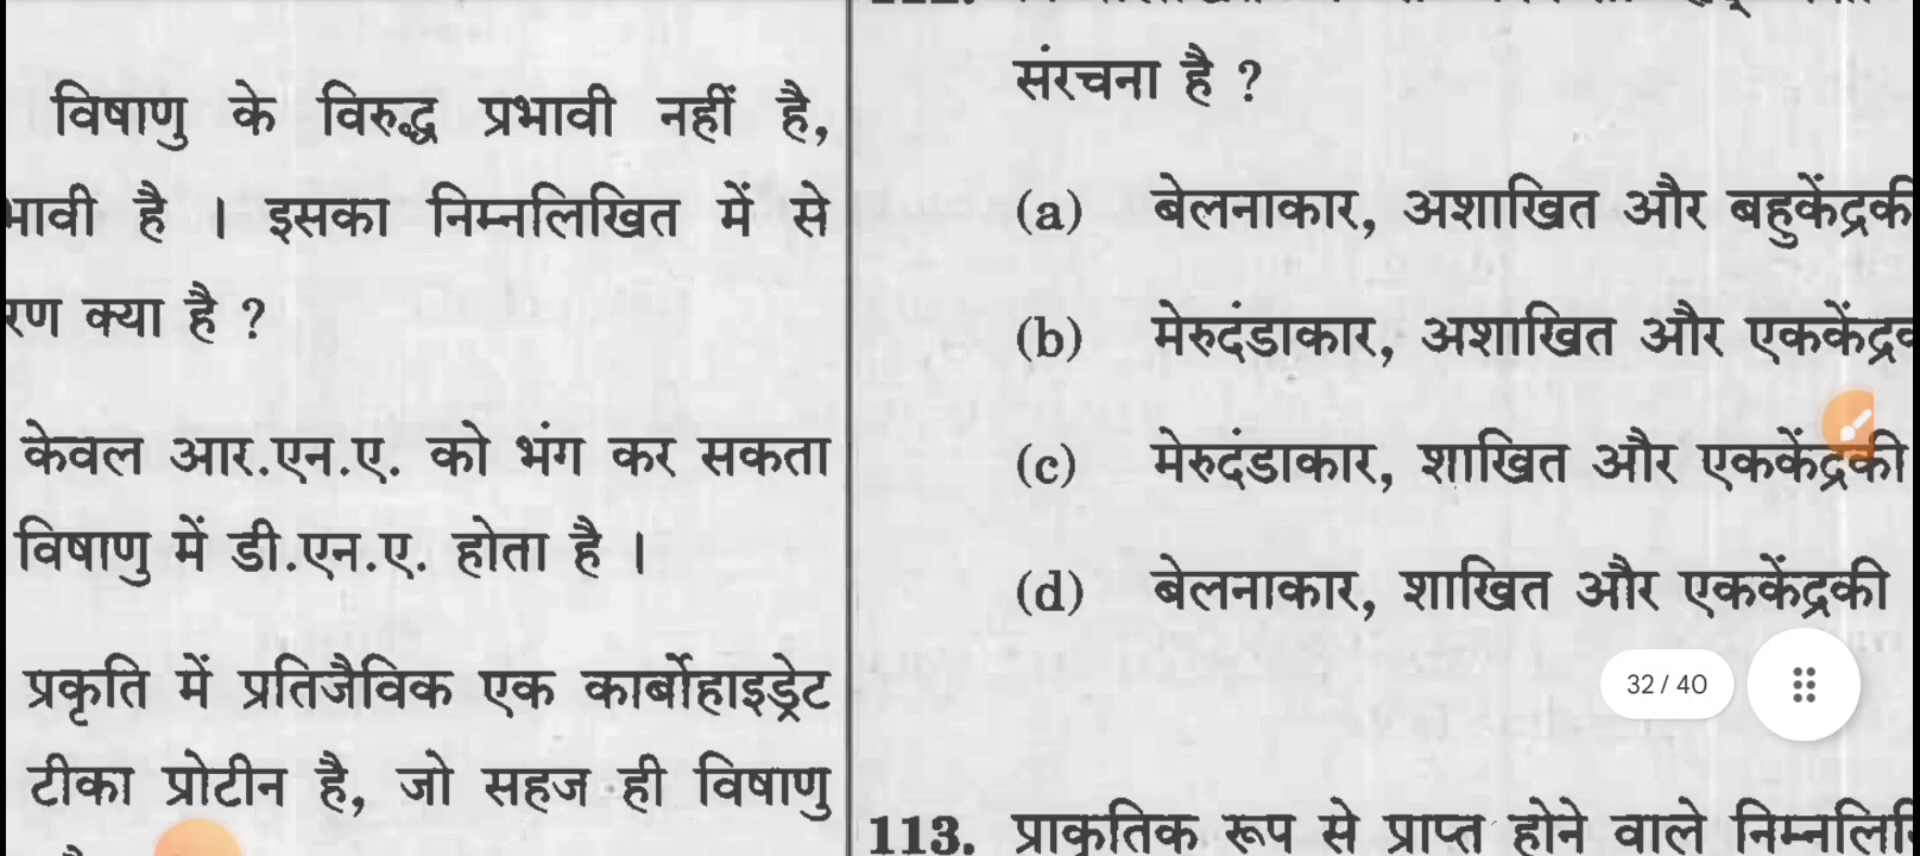 विषाणु के विरुद्ध प्रभावी नहीं है,
भावी है । इसका निम्नलिखित में से
रण क्या है ?
केवल आर.एन.ए. को भंग कर सकता
विषाणु में डी.एन.ए. होता है ।
प्रकृति में प्रतिजैविक एक कार्बोहाइड्रेट
टीका प्रोटीन है, जो सहज ही विषाणु
संरचना है ?
(a) बेलनाकार, अशाखित और बहुकेंद्रकी
(b) मेरुदंडाकार, अशाखित और एककेंद्रक
(c) मेरुदंडाकार, शाखित और एककेंद्रकी
(d) बेलनाकार, शाखित और एककेंद्रकी
32 / 40
113. प्राकृतिक रूप से प्राप्त होने वाले